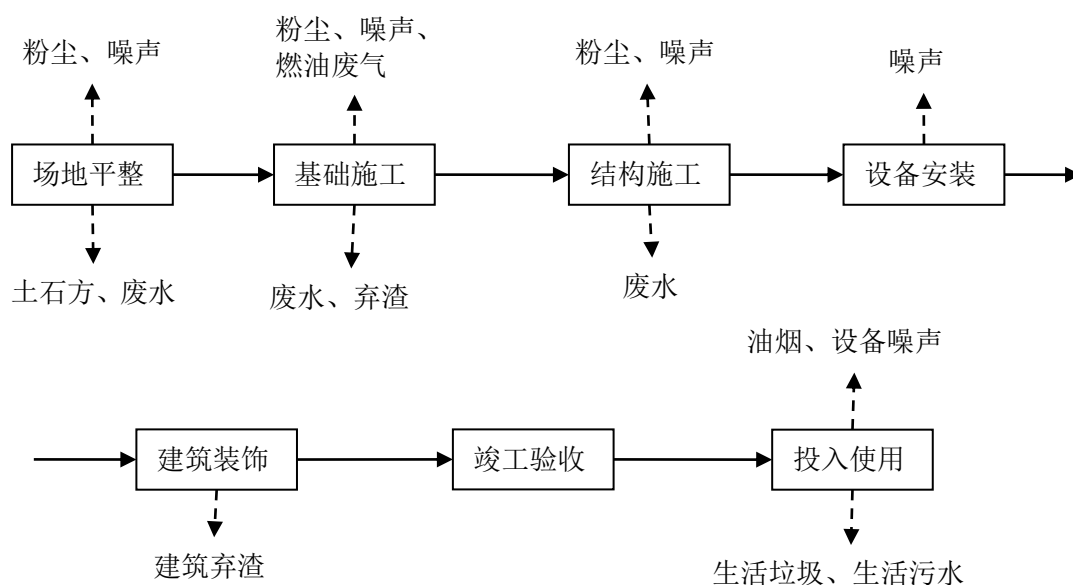 粉尘、噪声
粉尘、噪声、
燃油废气
粉尘、噪声
噪声
场地平整
基础施工
结构施工
设备安装
土石方、废水
废水、弃渣
废水
油烟、设备噪声
建筑装饰
竣工验收
投入使用
建筑弃渣
生活垃圾、生活污水